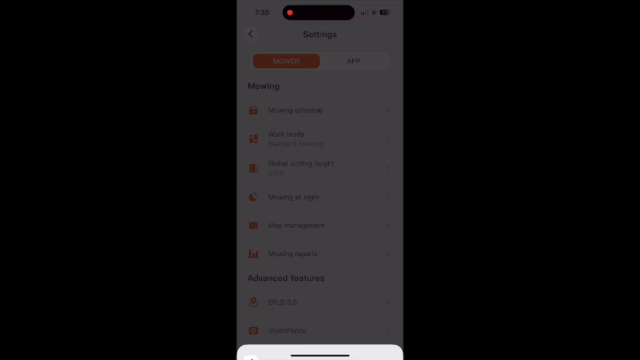 7:30
Settings
MOWER APP
Mowing
Mowing schedule
Work mode
Standard mowing
Global cutting height
Mowing at night
Map management
Mowing reports
Advanced features
EFLS 3.0
VisionFence